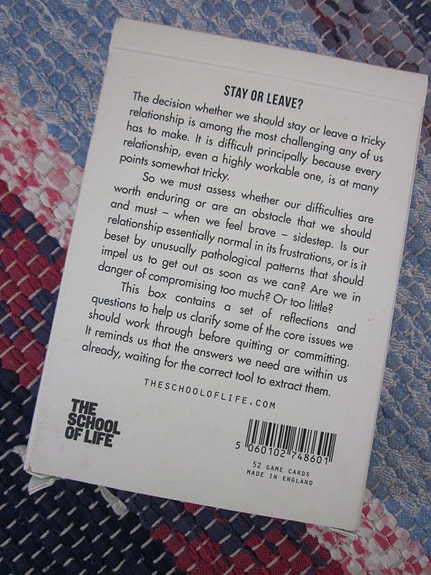 STAY OR LEAVE?
The decision whether we should stay or leave a tricky
relationship is among the most challenging any of us
has to make. It is difficult principally because every
relationship, even a highly workable one, is at many
points somewhat tricky.
So we must assess whether our difficulties are
worth enduring or are an obstacle that we should
and must – when we feel brave – sidestep. Is our
relationship essentially normal in its frustrations, or is it
beset by unusually pathological patterns that should
impel us to get out as soon as we can? Are we in
danger of compromising too much? Or too little?
This box contains a set of reflections and
questions to help us clarify some of the core issues we
should work through before quitting or committing.
It reminds us that the answers we need are within us
already, waiting for the correct tool to extract them.
THESCHOOLOFLIFE.COM
THE
SCHOOL
OF LIFE
5 060102 748601
52 GAME CARDS
MADE IN ENGLAND